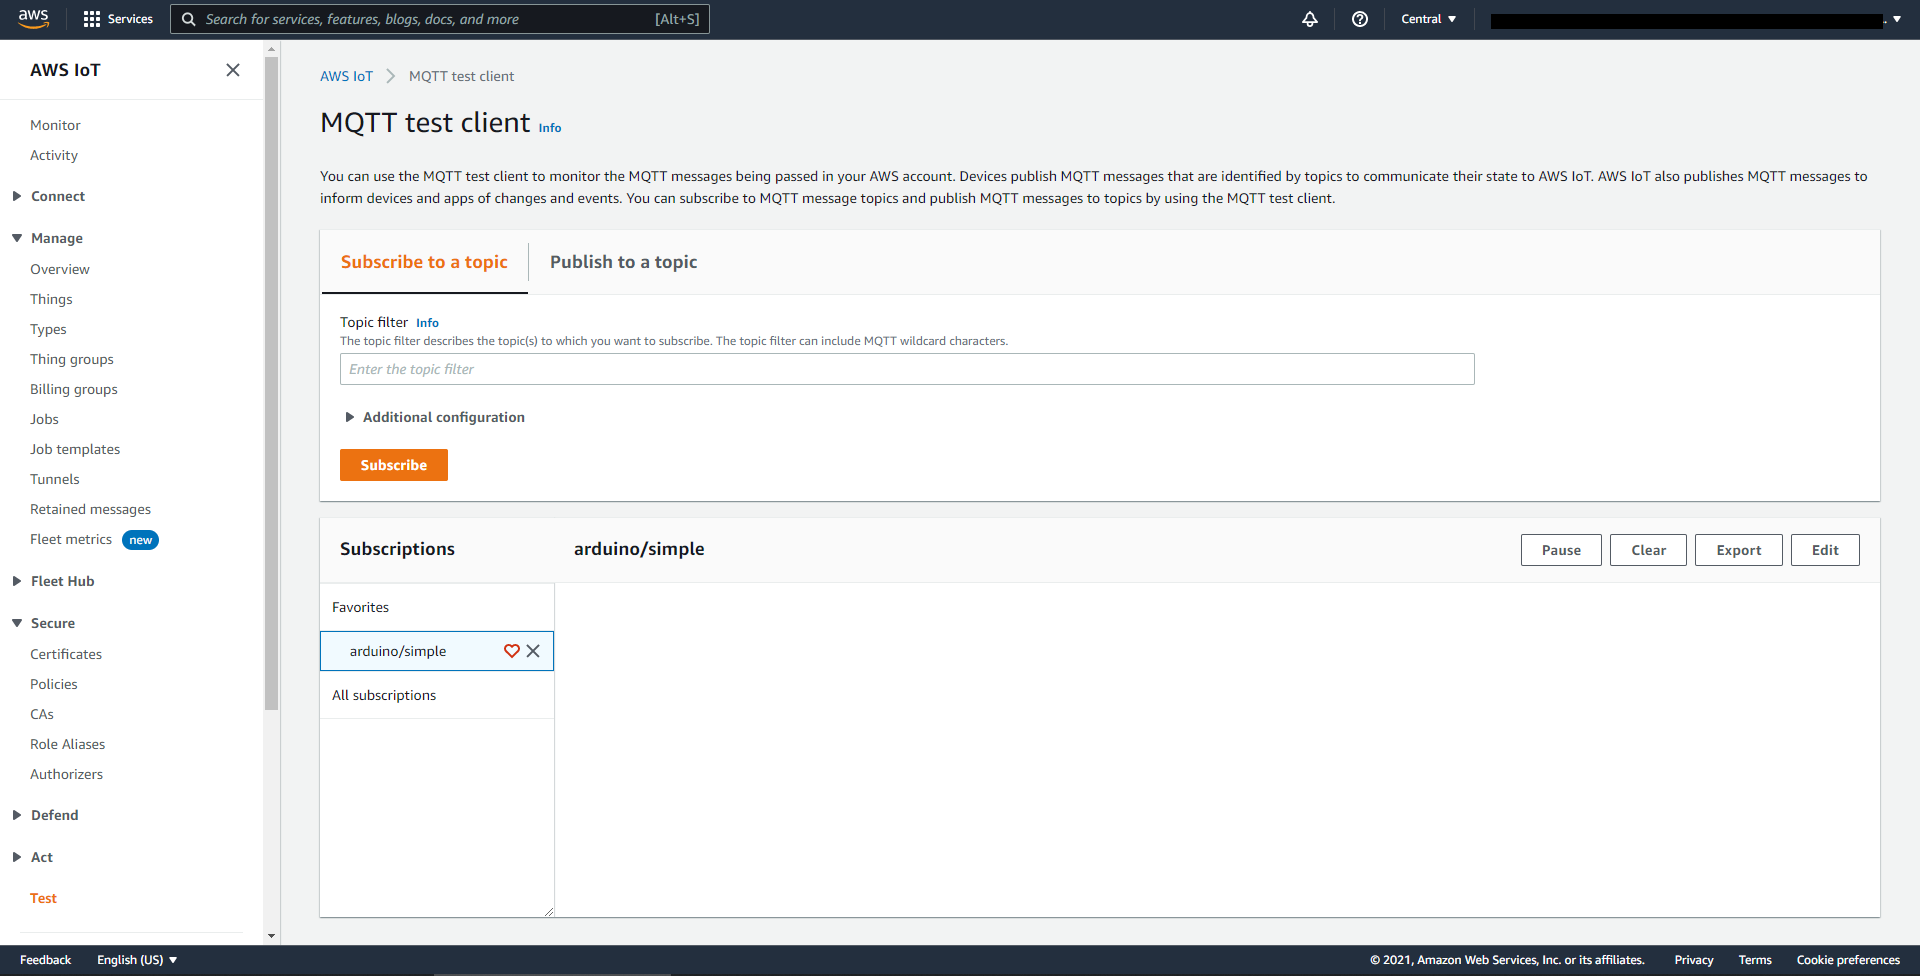 aws
Services
Search for services, features, blogs, docs, and more
[Alt+S]
Central
AWS IoT
Monitor
Activity
Connect
Manage
Overview
Things
Types
Thing groups
Billing groups
Jobs
Job templates
Tunnels
Retained messages
Fleet metrics new
Fleet Hub
Secure
Certificates
Policies
CAs
Role Aliases
Authorizers
Defend
Act
Test
AWS IoT MQTT test client
MQTT test client Info
You can use the MQTT test client to monitor the MQTT messages being passed in your AWS account. Devices publish MQTT messages that are identified by topics to communicate their state to AWS IoT. AWS IoT also publishes MQTT messages to
inform devices and apps of changes and events. You can subscribe to MQTT message topics and publish MQTT messages to topics by using the MQTT test client.
Subscribe to a topic
Publish to a topic
Topic filter Info
The topic filter describes the topic(s) to which you want to subscribe. The topic filter can include MQTT wildcard characters.
Enter the topic filter
Additional configuration
Subscribe
Subscriptions
arduino/simple
Pause
Clear
Export
Edit
Favorites
arduino/simple
All subscriptions
Feedback
English (US)
© 2021, Amazon Web Services, Inc. or its affiliates.
Privacy
Terms
Cookie preferences